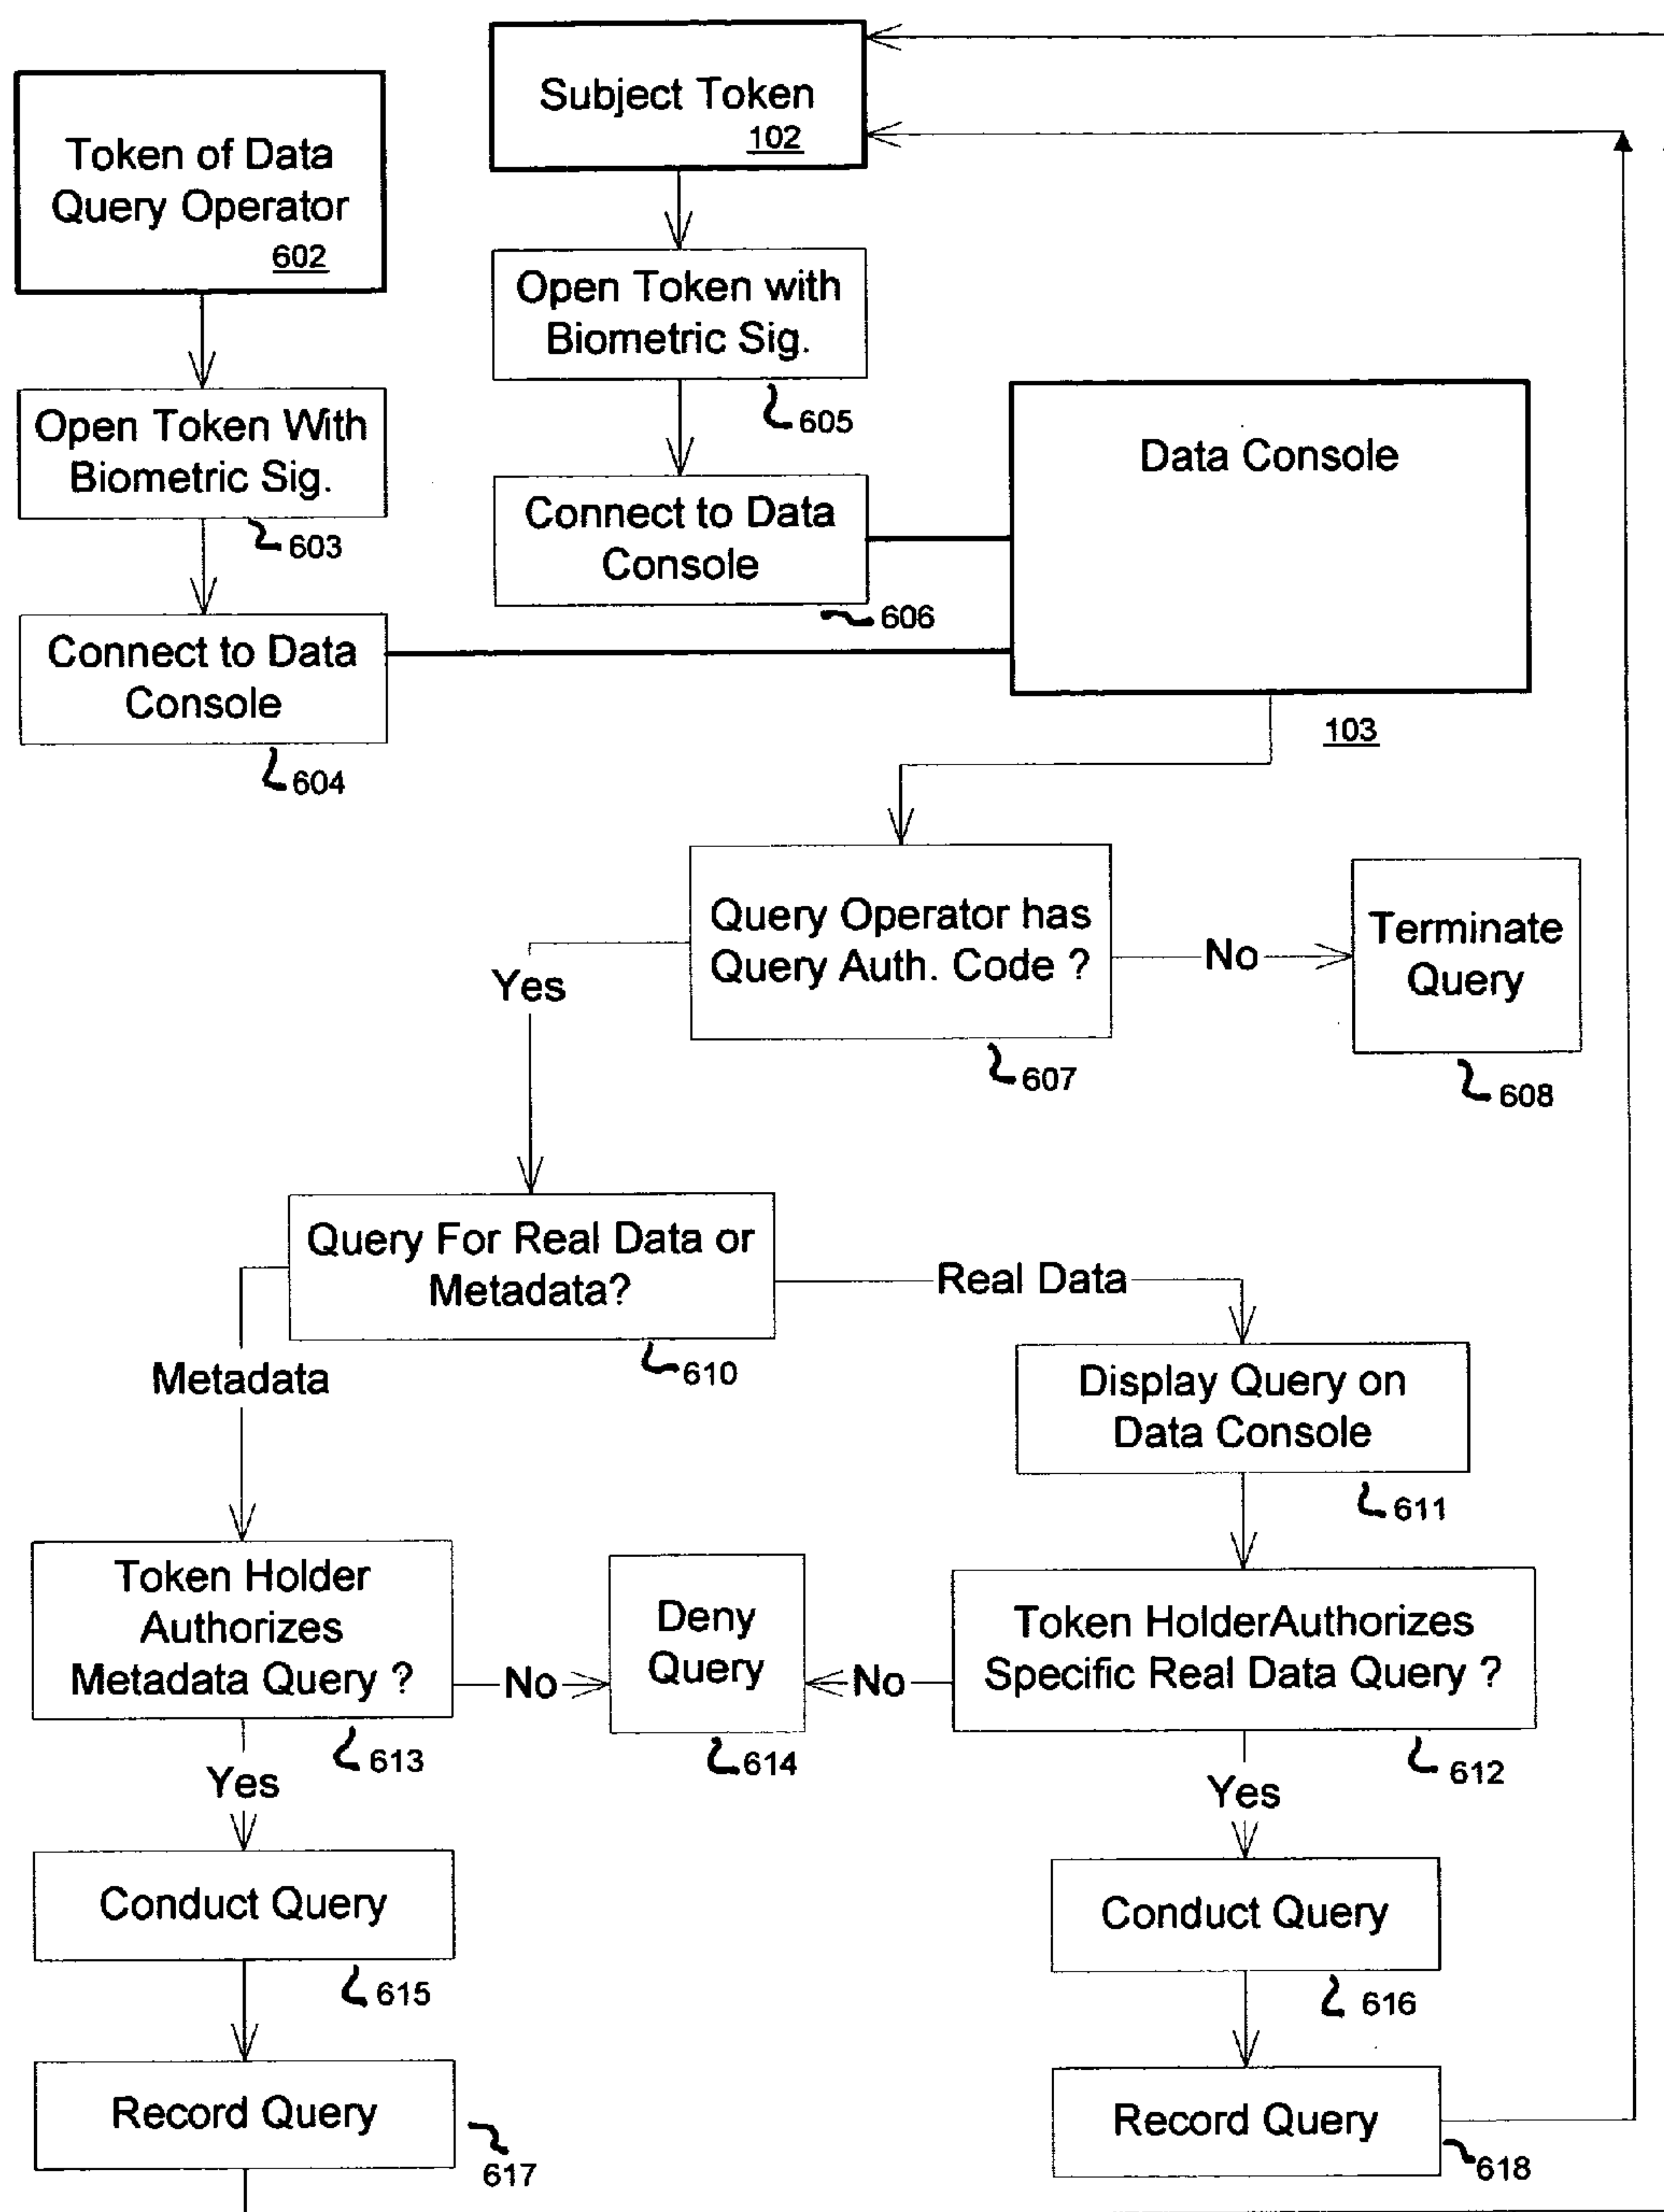 Subject Token
102
Token of Data
Query Operator
602
Open Token with
Biometric Sig.
605
Open Token With
Biometric Sig.
603
Data Console
103
Connect to Data
Console
606
Connect to Data
Console
604
Query Operator has
Query Auth. Code ?
607
No
Terminate
Query
608
Yes
Query For Real Data or
Metadata?
610
Real Data
Metadata
Display Query on
Data Console
611
Token Holder
Authorizes
Metadata Query ?
613
No
Deny
Query
614
No
Token HolderAuthorizes
Specific Real Data Query ?
612
Yes
Yes
Conduct Query
615
Conduct Query
616
Record Query
617
Record Query
618